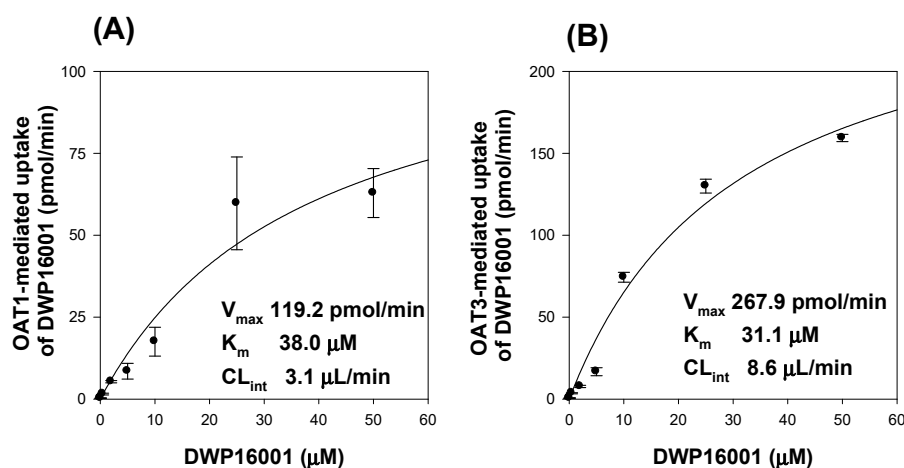 (A)
OAT1-mediated uptake
of DWP16001 (pmol/min)
100
75
50
25
0
V_max 119.2 pmol/min
K_m 38.0 μM
CL_int 3.1 μL/min
0 10 20 30 40 50 60
DWP16001 (μM)
(B)
OAT3-mediated uptake
of DWP16001 (pmol/min)
200
150
100
50
0
V_max 267.9 pmol/min
K_m 31.1 μM
CL_int 8.6 μL/min
0 10 20 30 40 50 60
DWP16001 (μM)